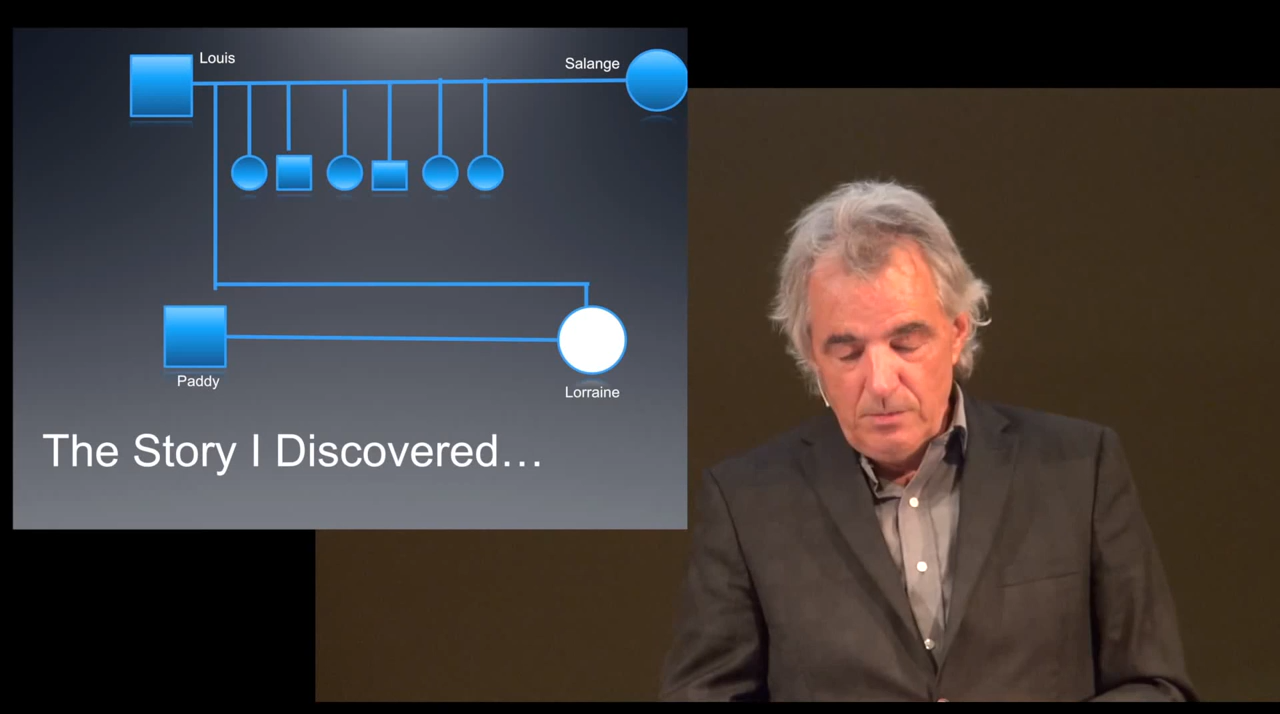 Louis
Salange
Paddy
Lorraine
The Story I Discovered…